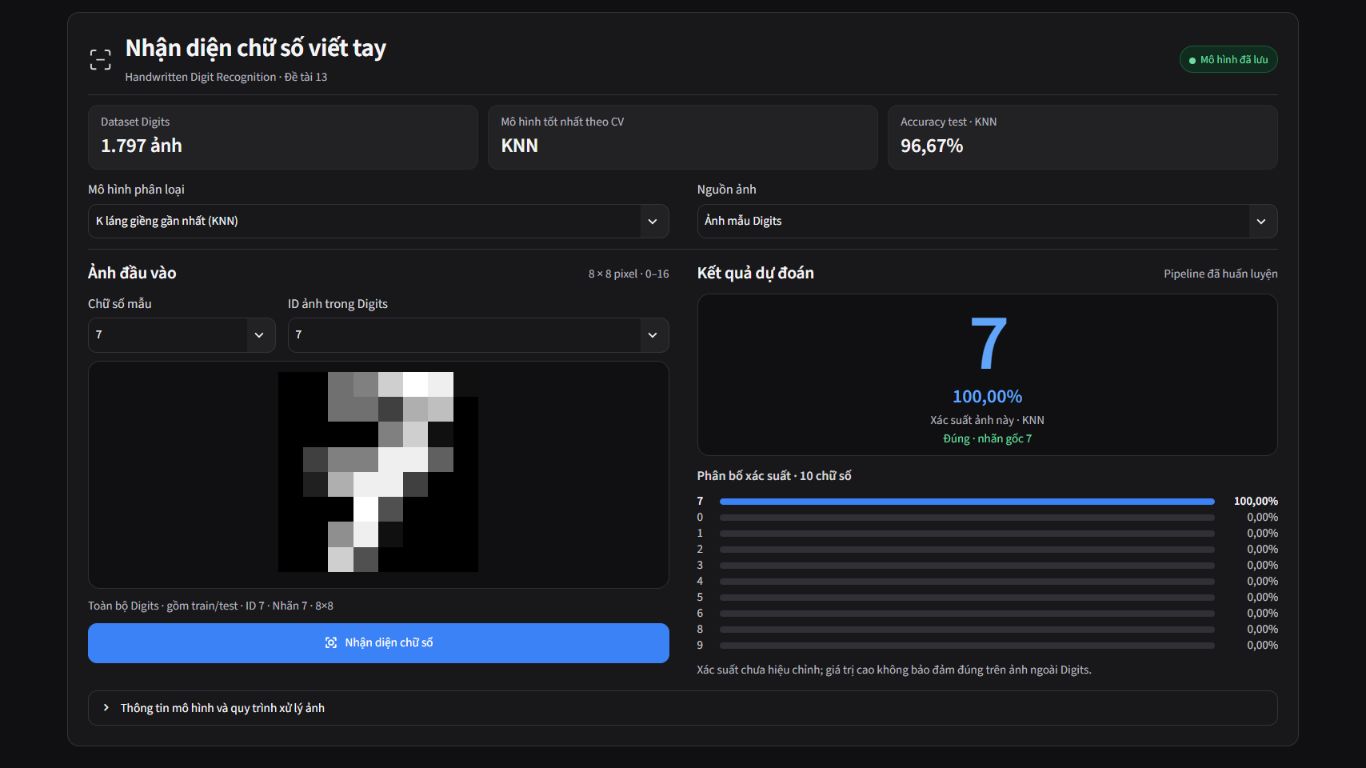 Nhận diện chữ số viết tay
Handwritten Digit Recognition · Đề tài 13
Mô hình đã lưu
Dataset Digits
1.797 ảnh
Mô hình tốt nhất theo CV
KNN
Accuracy test · KNN
96,67%
Mô hình phân loại
K láng giềng gần nhất (KNN)
Nguồn ảnh
Ảnh mẫu Digits
Ảnh đầu vào
8 × 8 pixel · 0–16
Chữ số mẫu
7
ID ảnh trong Digits
7
Toàn bộ Digits · gồm train/test · ID 7 · Nhãn 7 · 8×8
Nhận diện chữ số
Kết quả dự đoán
Pipeline đã huấn luyện
7
100,00%
Xác suất ảnh này · KNN
Đúng · nhãn gốc 7
Phân bố xác suất · 10 chữ số
7 100,00%
0 0,00%
1 0,00%
2 0,00%
3 0,00%
4 0,00%
5 0,00%
6 0,00%
8 0,00%
9 0,00%
Xác suất chưa hiệu chỉnh; giá trị cao không bảo đảm đúng trên ảnh ngoài Digits.
Thông tin mô hình và quy trình xử lý ảnh